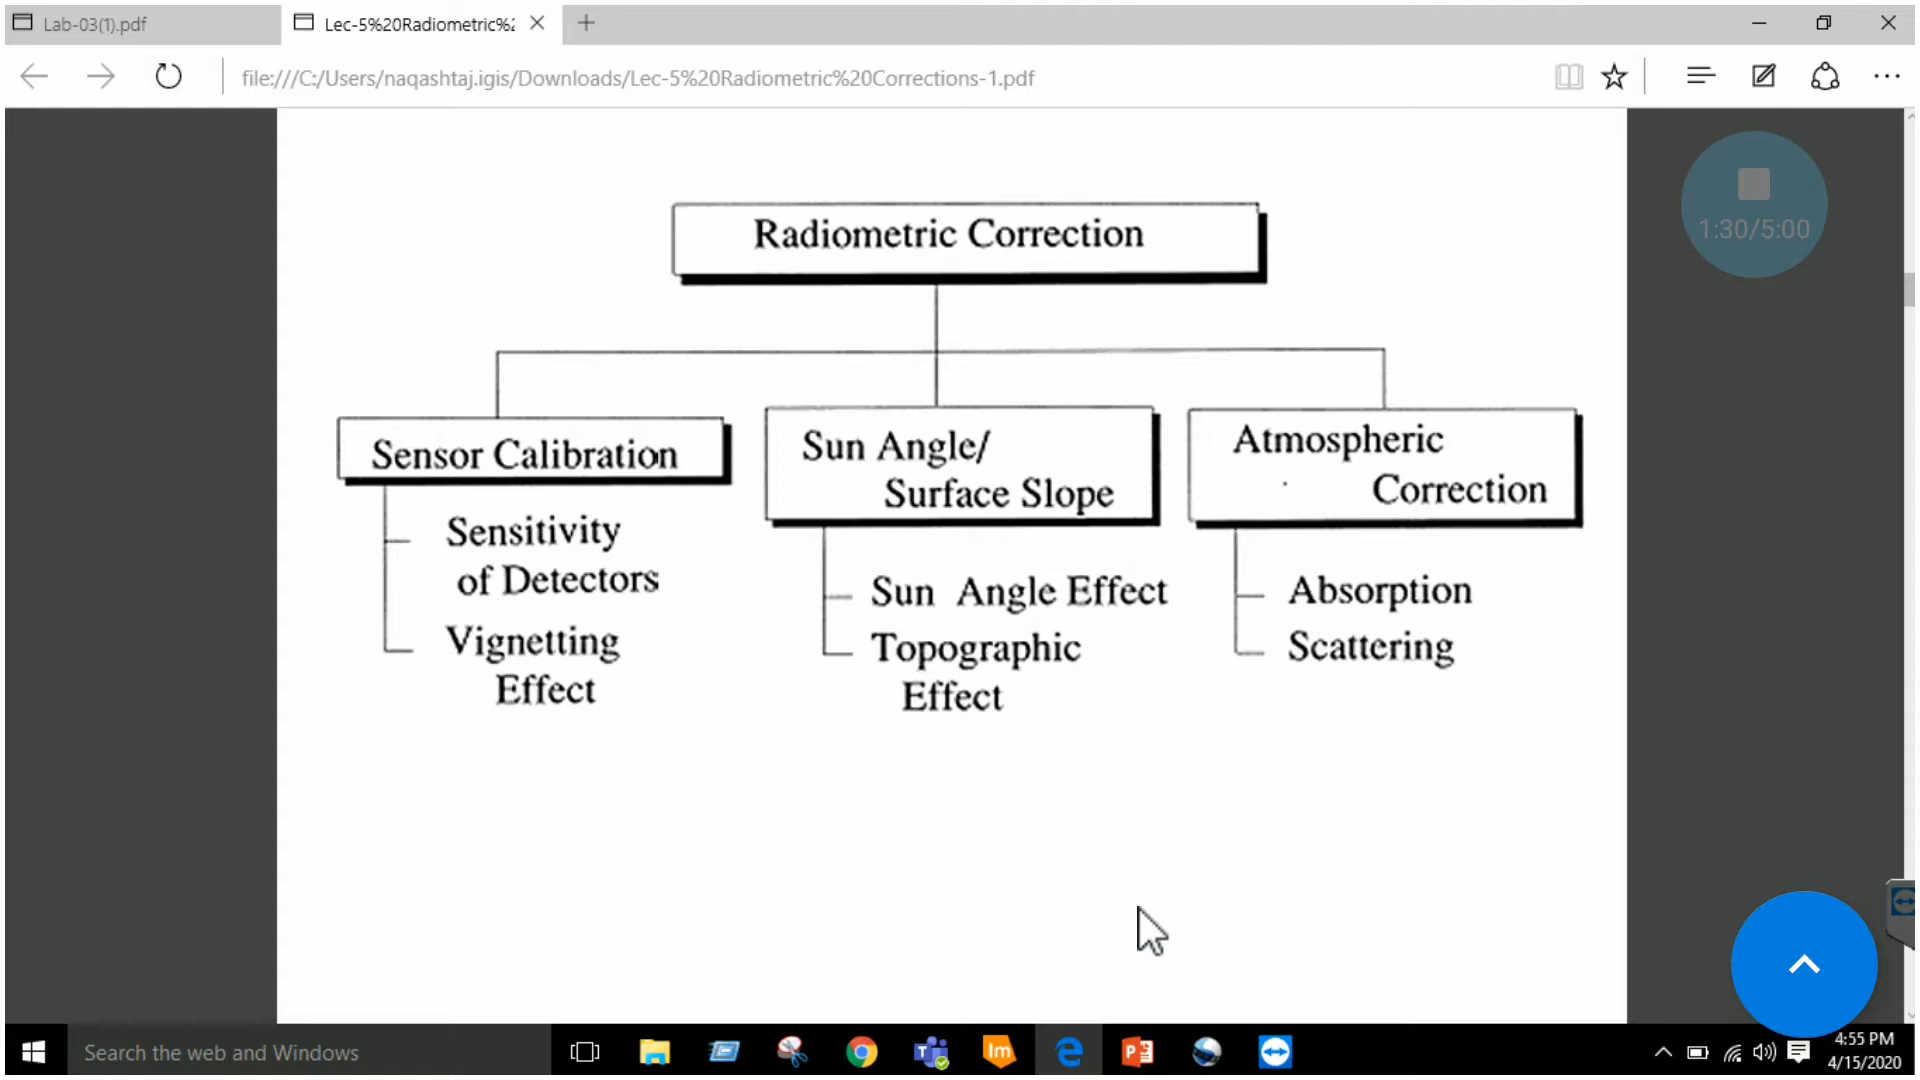 Lab-03(1).pdf
Lec-5%20Radiometric%2
file:///C:/Users/naqashtaj.igis/Downloads/Lec-5%20Radiometric%20Corrections-1.pdf
1:30/5:00
Radiometric Correction
Sensor Calibration
Sensitivity
of Detectors
Vignetting
Effect
Sun Angle/
Surface Slope
Sun Angle Effect
Topographic
Effect
Atmospheric
Correction
Absorption
Scattering
Search the web and Windows
Im
4:55 PM
4/15/2020